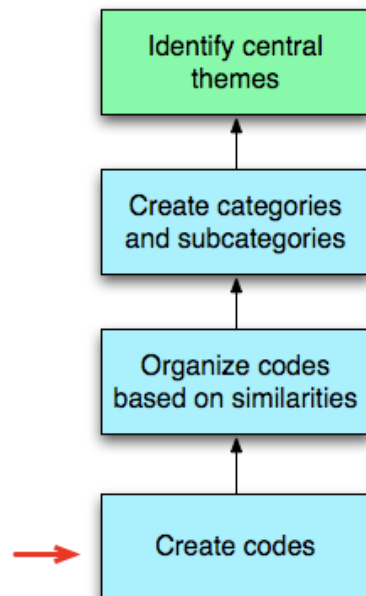 Identify central
themes
Create categories
and subcategories
Organize codes
based on similarities
Create codes